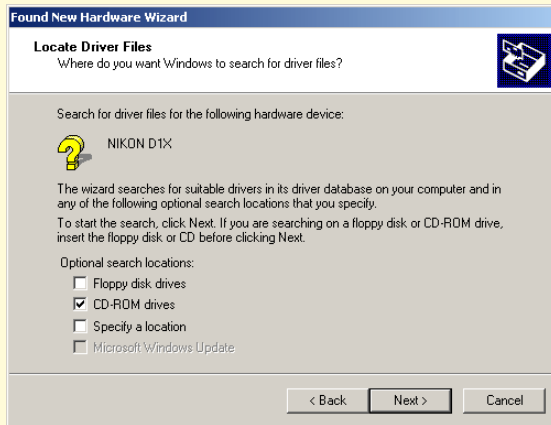 Found New Hardware Wizard
Locate Driver Files
Where do you want Windows to search for driver files?
Search for driver files for the following hardware device:
NIKON D1X
The wizard searches for suitable drivers in its driver database on your computer and in
any of the following optional search locations that you specify.
To start the search, click Next. If you are searching on a floppy disk or CD-ROM drive,
insert the floppy disk or CD before clicking Next.
Optional search locations:
Floppy disk drives
CD-ROM drives
Specify a location
Microsoft Windows Update
< Back Next > Cancel